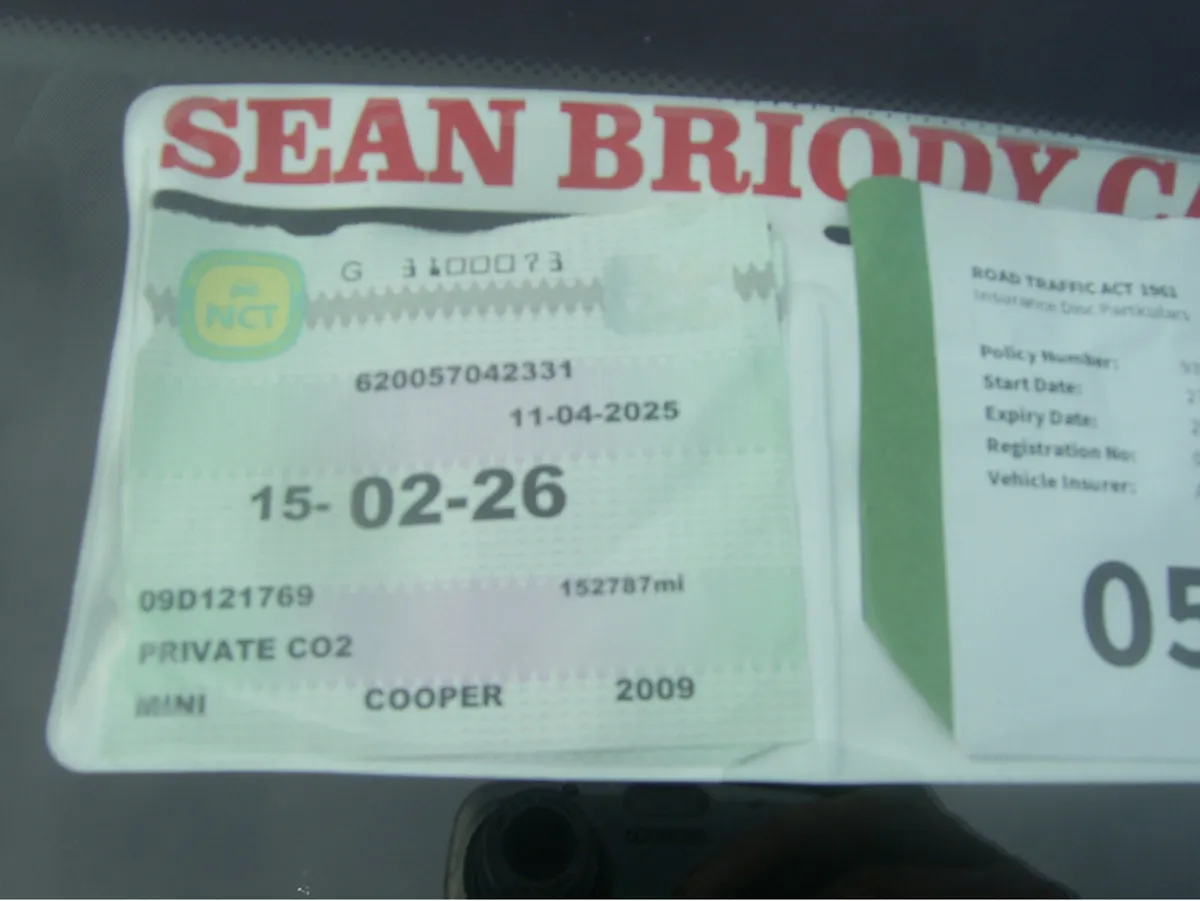 SEAN BRIODY
NCT
G 3100073
620057042331
11-04-2025
15-02-26
09D121769
152787mi
PRIVATE CO2
MINI COOPER 2009
ROAD TRAFFIC ACT 1961
Insurance Disc Particulars
Policy Number:
Start Date:
Expiry Date:
Registration No:
Vehicle Insurer:
05